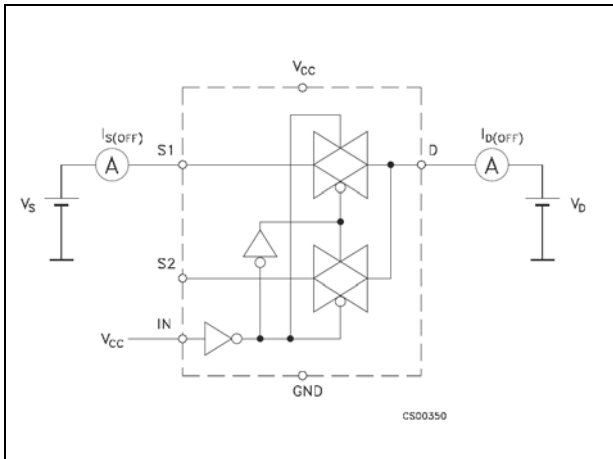 VCC
IS(OFF)
ID(OFF)
A
S1
D
A
VS
VD
S2
IN
VCC
GND
CS00350